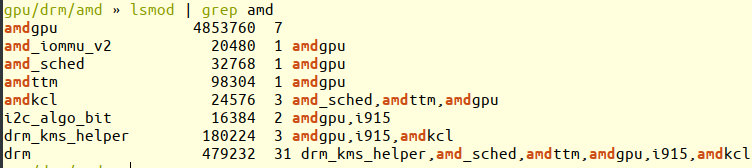 gpu/drm/amd » lsmod | grep amd
amdgpu 4853760 7
amd_iommu_v2 20480 1 amdgpu
amd_sched 32768 1 amdgpu
amdttm 98304 1 amdgpu
amdkcl 24576 3 amd_sched,amdttm,amdgpu
i2c_algo_bit 16384 2 amdgpu,i915
drm_kms_helper 180224 3 amdgpu,i915,amdkcl
drm 479232 31 drm_kms_helper,amd_sched,amdttm,amdgpu,i915,amdkcl